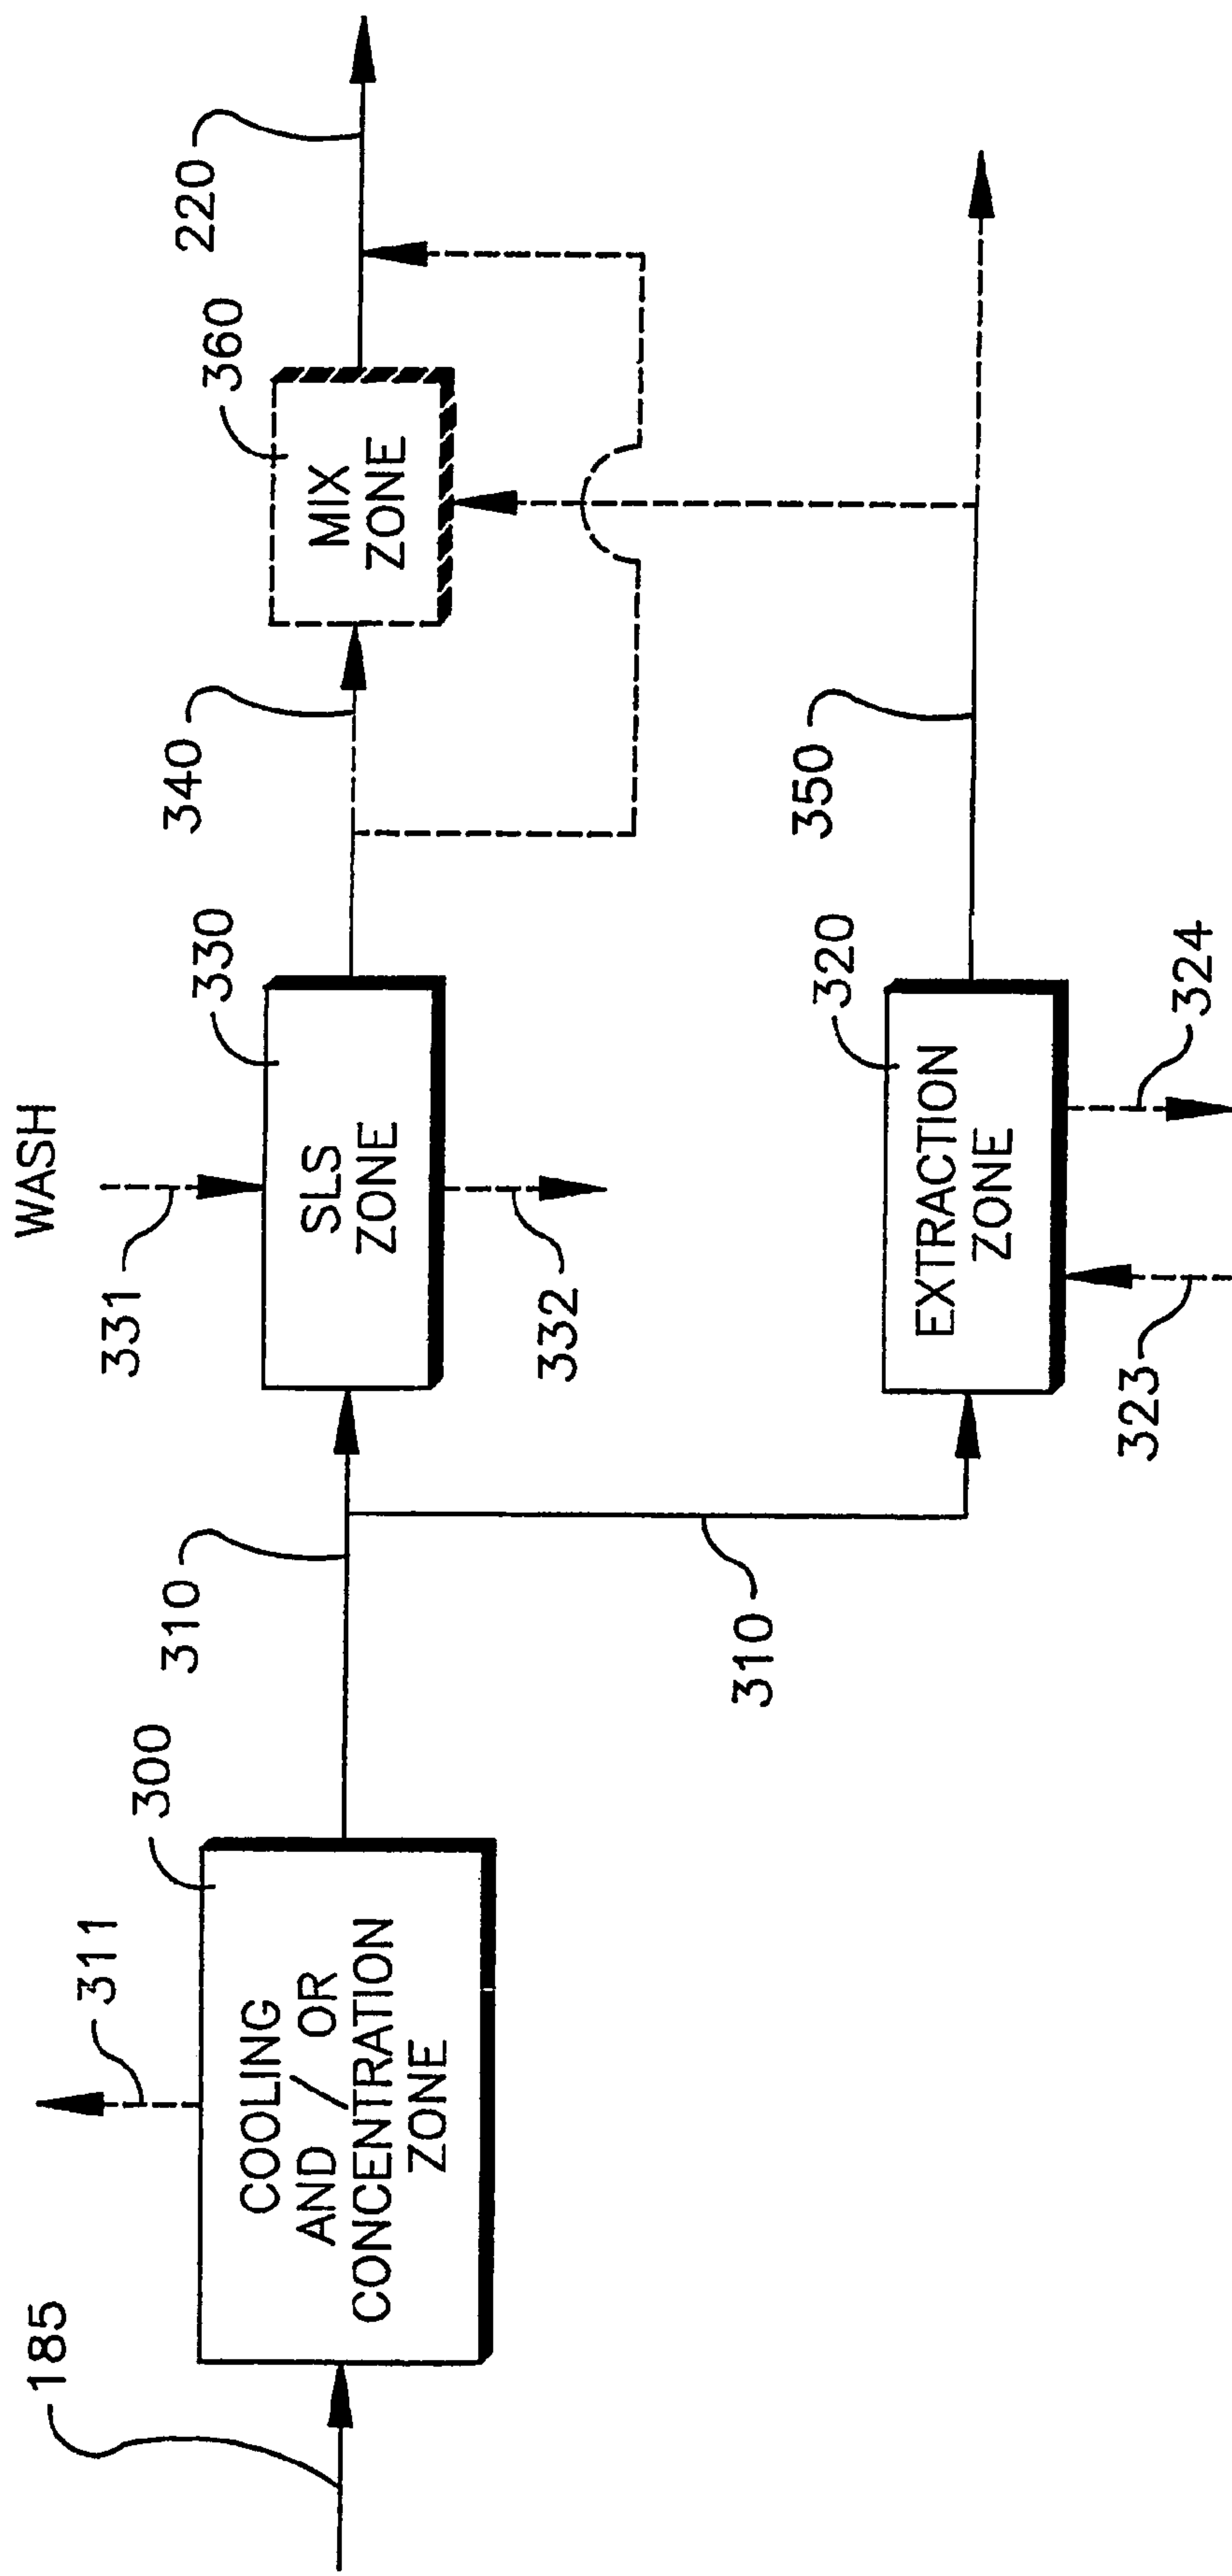 185
311
COOLING
AND / OR
CONCENTRATION
ZONE
300
310
310
WASH
331
SLS
ZONE
330
332
340
MIX
ZONE
360
220
EXTRACTION
ZONE
320
323
324
350